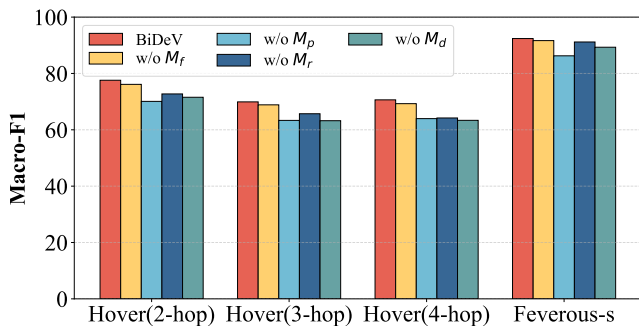 100
80
60
40
20
0
Macro-F1
BiDeV
w/o M_f
w/o M_p
w/o M_r
w/o M_d
Hover(2-hop) Hover(3-hop) Hover(4-hop) Feverous-s